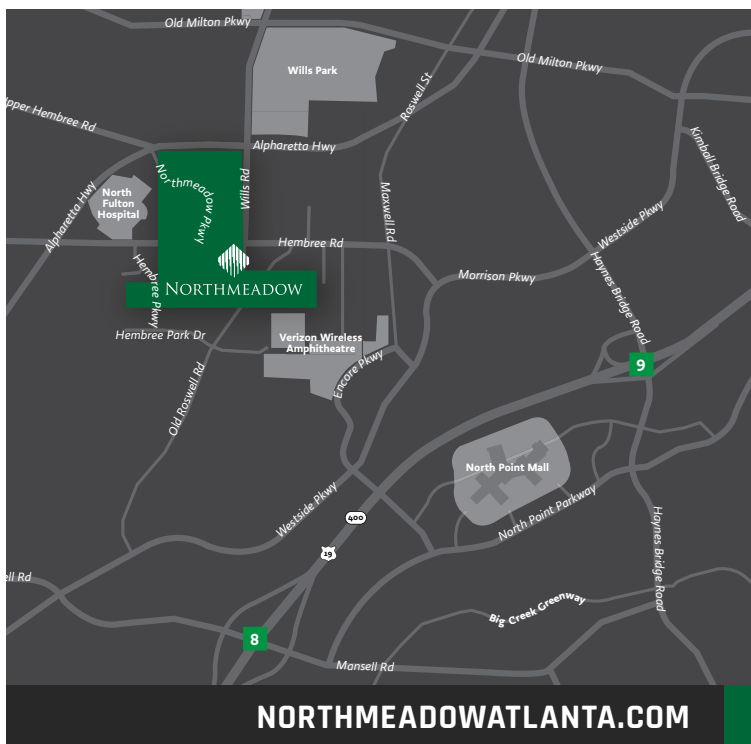 Old Milton Pkwy
Wills Park
Old Milton Pkwy
Roswell St
Upper Hembree Rd
Alpharetta Hwy
Kimball Bridge Road
Northmeadow Pkwy
Wills Rd
North
Fulton
Hospital
Alpharetta Hwy
Maxwell Rd
Westside Pkwy
Hembree Rd
Haynes Bridge Road
Morrison Pkwy
Hembree Pkwy
NORTHMEADOW
Hembree Park Dr
Verizon Wireless
Amphitheatre
Encore Pkwy
9
Old Roswell Rd
North Point Mall
Westside Pkwy
North Point Parkway
400
19
Haynes Bridge Road
ell Rd
Big Creek Greenway
8
Mansell Rd
NORTHMEADOWATLANTA.COM